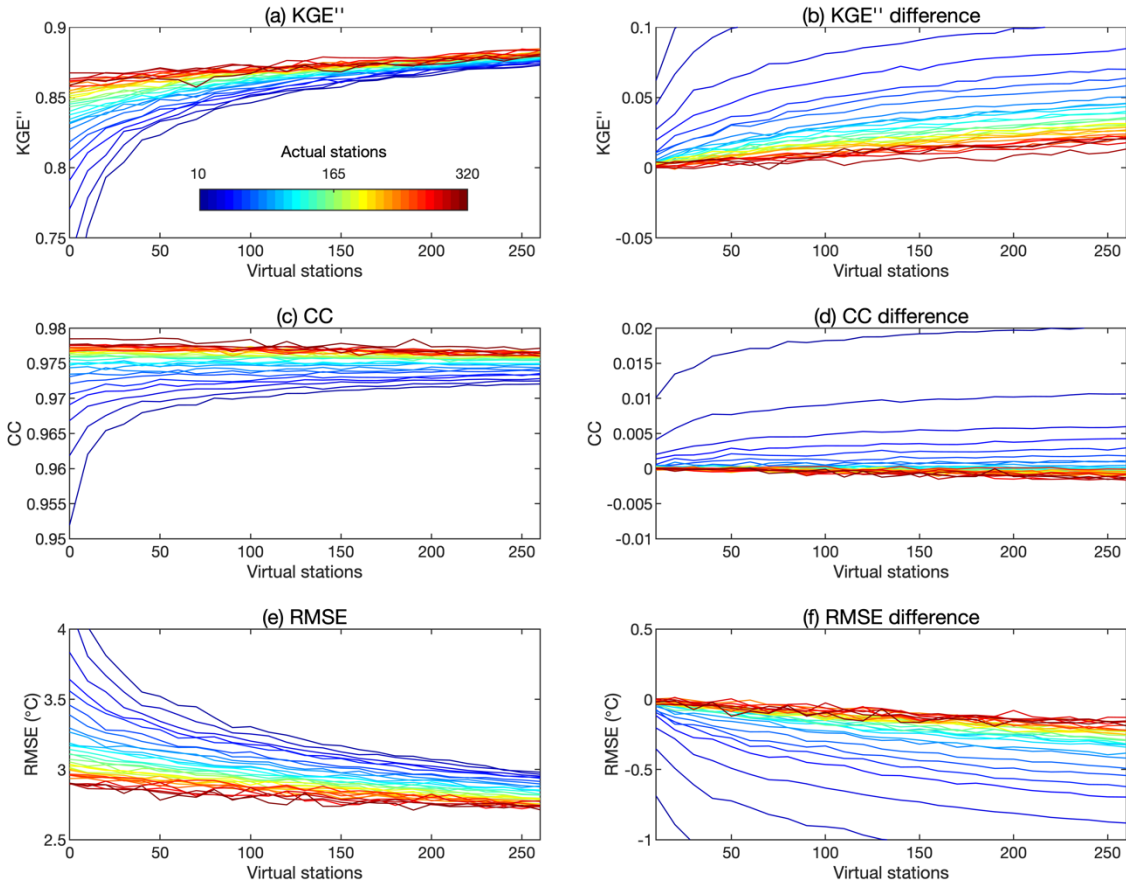 (a) KGE''
(b) KGE'' difference
0.9
0.85
0.8
0.75
KGE''
Actual stations
10 165 320
0 50 100 150 200 250
Virtual stations
0.1
0.05
0
-0.05
KGE''
50 100 150 200 250
Virtual stations
(c) CC
(d) CC difference
0.98
0.975
0.97
0.965
0.96
0.955
0.95
CC
0 50 100 150 200 250
Virtual stations
0.02
0.015
0.01
0.005
0
-0.005
-0.01
CC
50 100 150 200 250
Virtual stations
(e) RMSE
(f) RMSE difference
4
3.5
3
2.5
RMSE (°C)
0 50 100 150 200 250
Virtual stations
0.5
0
-0.5
-1
RMSE (°C)
50 100 150 200 250
Virtual stations